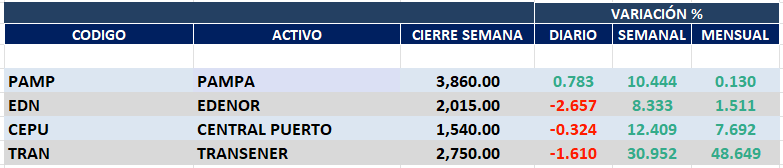 VARIACIÓN %
CODIGO ACTIVO CIERRE SEMANA DIARIO SEMANAL MENSUAL
PAMP PAMPA 3,860.00 0.783 10.444 0.130
EDN EDENOR 2,015.00 -2.657 8.333 1.511
CEPU CENTRAL PUERTO 1,540.00 -0.324 12.409 7.692
TRAN TRANSENER 2,750.00 -1.610 30.952 48.649